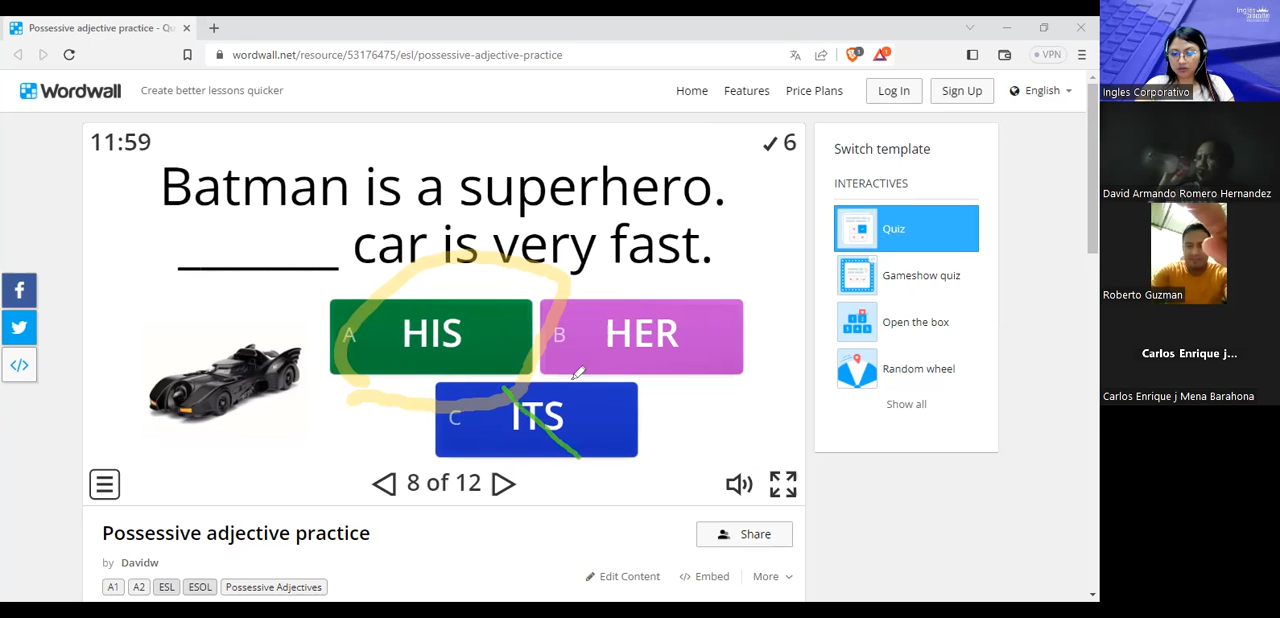 Possessive adjective practice - Qu
wordwall.net/resource/53176475/esl/possessive-adjective-practice
1
1
VPN
Wordwall
Create better lessons quicker
Home
Features
Price Plans
Log In
Sign Up
English
11:59
✓ 6
Batman is a superhero.
________ car is very fast.
A HIS
B HER
C ITS
8 of 12
Possessive adjective practice
Share
by Davidw
A1
A2
ESL
ESOL
Possessive Adjectives
Edit Content
Embed
More
Switch template
INTERACTIVES
Quiz
Gameshow quiz
Open the box
Random wheel
Show all
Ingles
Ingles Corporativo
David Armando Romero Hernandez
Roberto Guzman
Carlos Enrique j...
Carlos Enrique j Mena Barahona